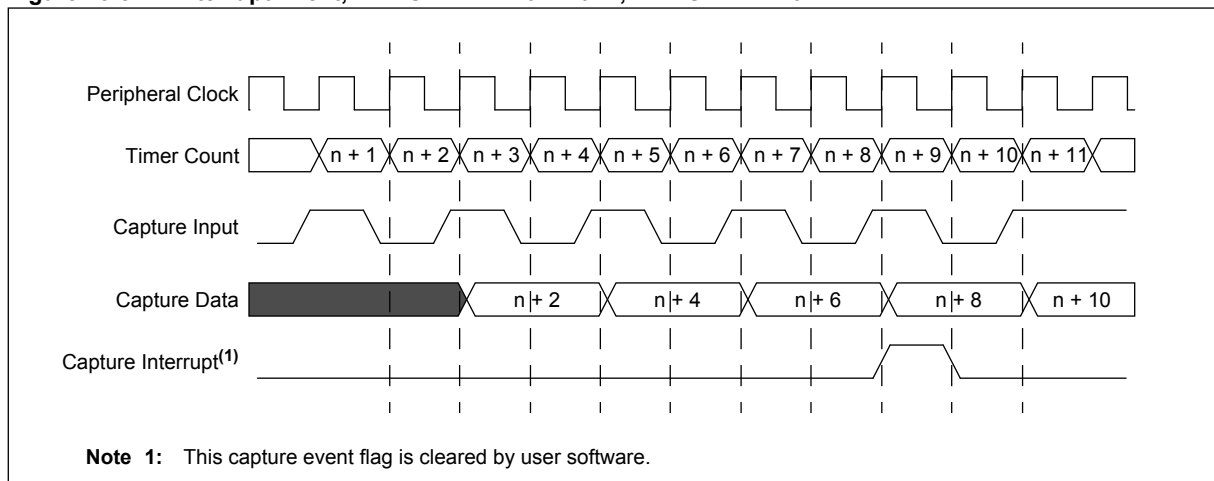 Peripheral Clock
Timer Count n + 1 n + 2 n + 3 n + 4 n + 5 n + 6 n + 7 n + 8 n + 9 n + 10 n + 11
Capture Input
Capture Data n + 2 n + 4 n + 6 n + 8 n + 10
Capture Interrupt(1)
Note 1: This capture event flag is cleared by user software.